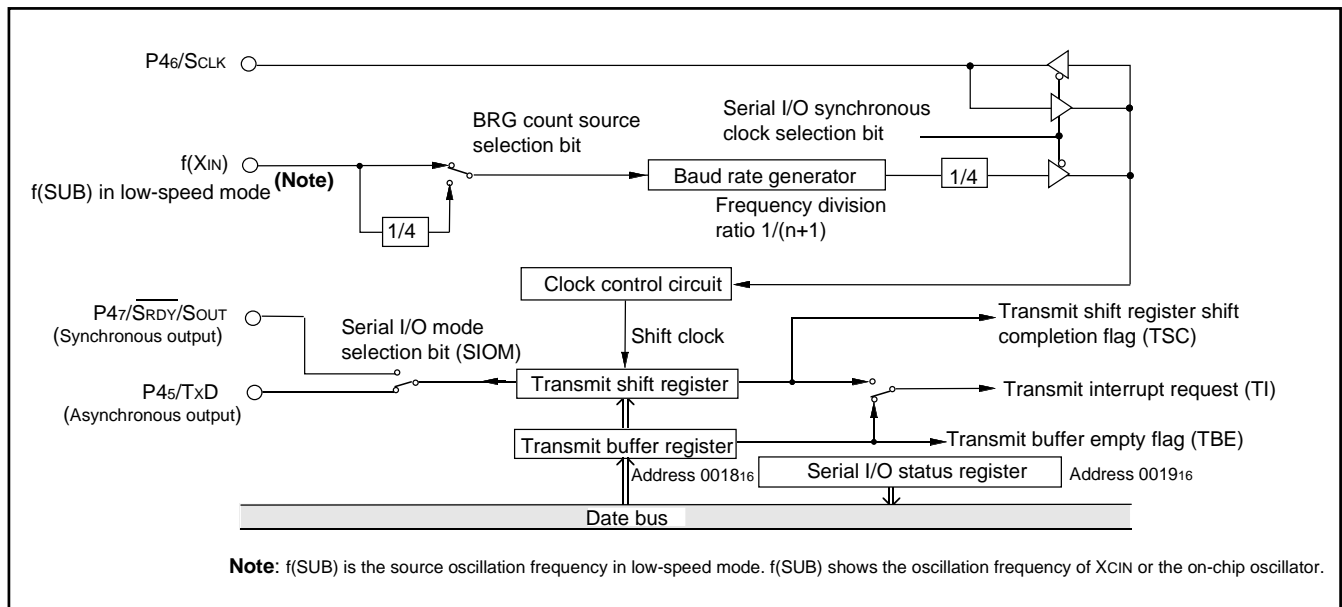 P46/SCLK
Serial I/O synchronous
clock selection bit
BRG count source
selection bit
f(XIN)
f(SUB) in low-speed mode (Note)
Baud rate generator
1/4
Frequency division
ratio 1/(n+1)
1/4
Clock control circuit
P47/SRDY/SOUT
(Synchronous output)
Serial I/O mode
selection bit (SIOM)
Shift clock
Transmit shift register shift
completion flag (TSC)
Transmit shift register
P45/TXD
(Asynchronous output)
Transmit interrupt request (TI)
Transmit buffer register
Transmit buffer empty flag (TBE)
Address 001816
Serial I/O status register
Address 001916
Date bus
Note: f(SUB) is the source oscillation frequency in low-speed mode. f(SUB) shows the oscillation frequency of XCIN or the on-chip oscillator.